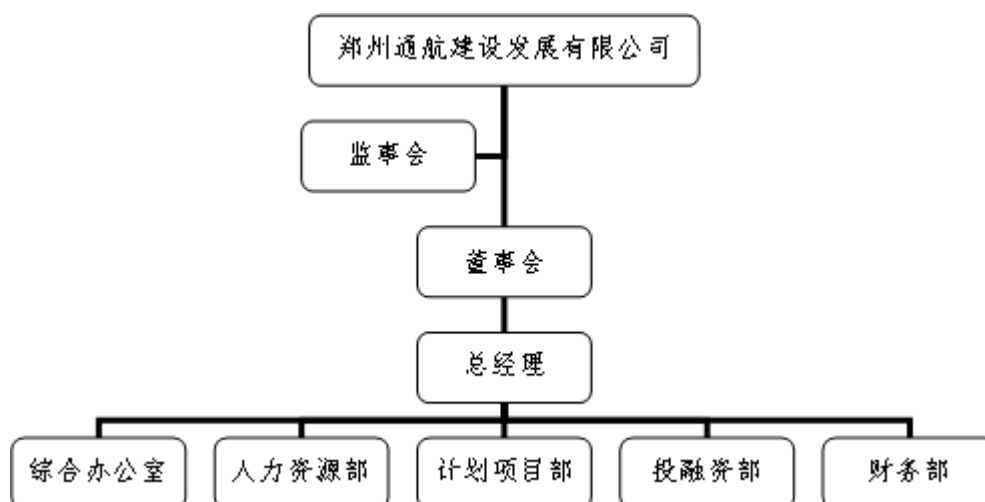 郑州通航建设发展有限公司
监事会
董事会
总经理
综合办公室
人力资源部
计划项目部
投融资部
财务部